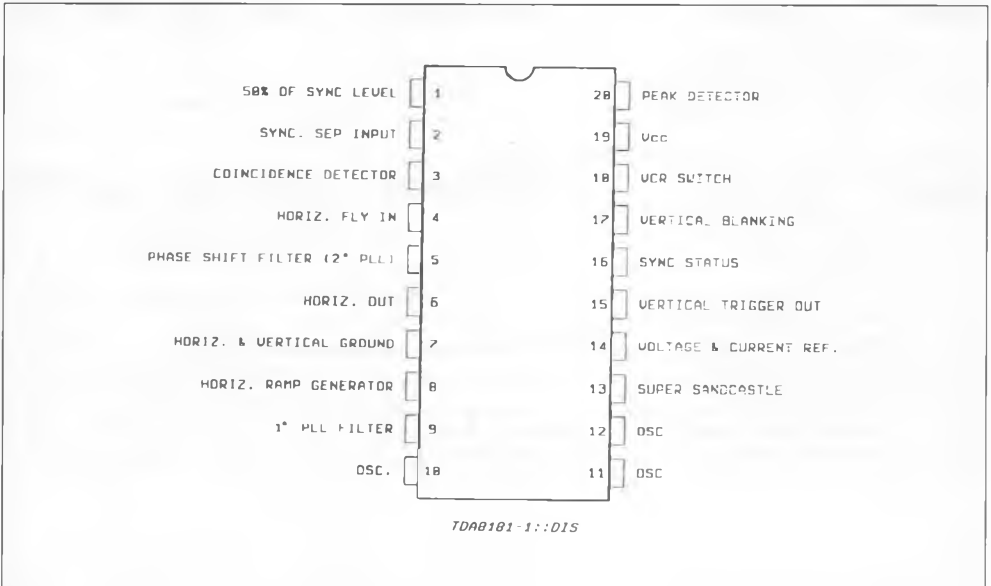 50% OF SYNC LEVEL 1
SYNC. SEP INPUT 2
COINCIDENCE DETECTOR 3
HORIZ. FLY IN 4
PHASE SHIFT FILTER (2° PLL) 5
HORIZ. OUT 6
HORIZ. & VERTICAL GROUND 7
HORIZ. RAMP GENERATOR 8
1° PLL FILTER 9
OSC. 10
20 PEAK DETECTOR
19 Vcc
18 VCR SWITCH
17 VERTICAL BLANKING
16 SYNC STATUS
15 VERTICAL TRIGGER OUT
14 VOLTAGE & CURRENT REF.
13 SUPER SANDCASTLE
12 OSC
11 OSC
TDA8181-1::DIS